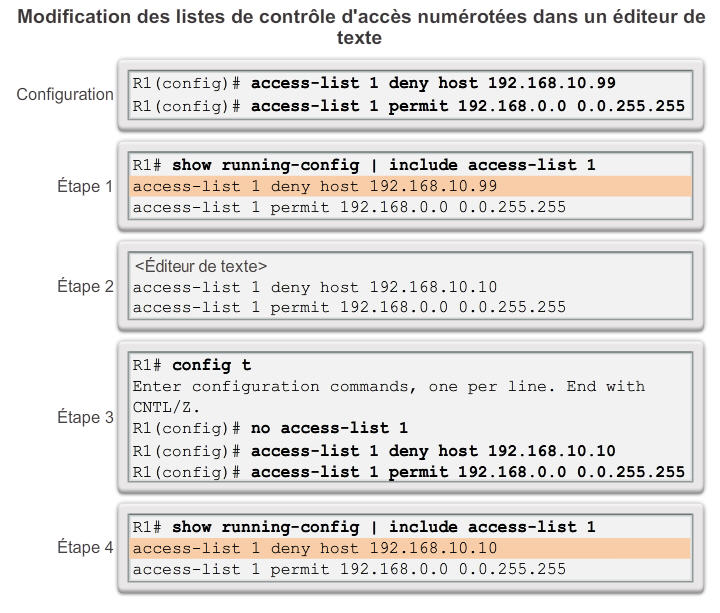 Modification des listes de contrôle d'accès numérotées dans un éditeur de
texte
Configuration
R1(config)# access-list 1 deny host 192.168.10.99
R1(config)# access-list 1 permit 192.168.0.0 0.0.255.255
Étape 1
R1# show running-config | include access-list 1
access-list 1 deny host 192.168.10.99
access-list 1 permit 192.168.0.0 0.0.255.255
Étape 2
<Éditeur de texte>
access-list 1 deny host 192.168.10.10
access-list 1 permit 192.168.0.0 0.0.255.255
Étape 3
R1# config t
Enter configuration commands, one per line. End with
CNTL/Z.
R1(config)# no access-list 1
R1(config)# access-list 1 deny host 192.168.10.10
R1(config)# access-list 1 permit 192.168.0.0 0.0.255.255
Étape 4
R1# show running-config | include access-list 1
access-list 1 deny host 192.168.10.10
access-list 1 permit 192.168.0.0 0.0.255.255